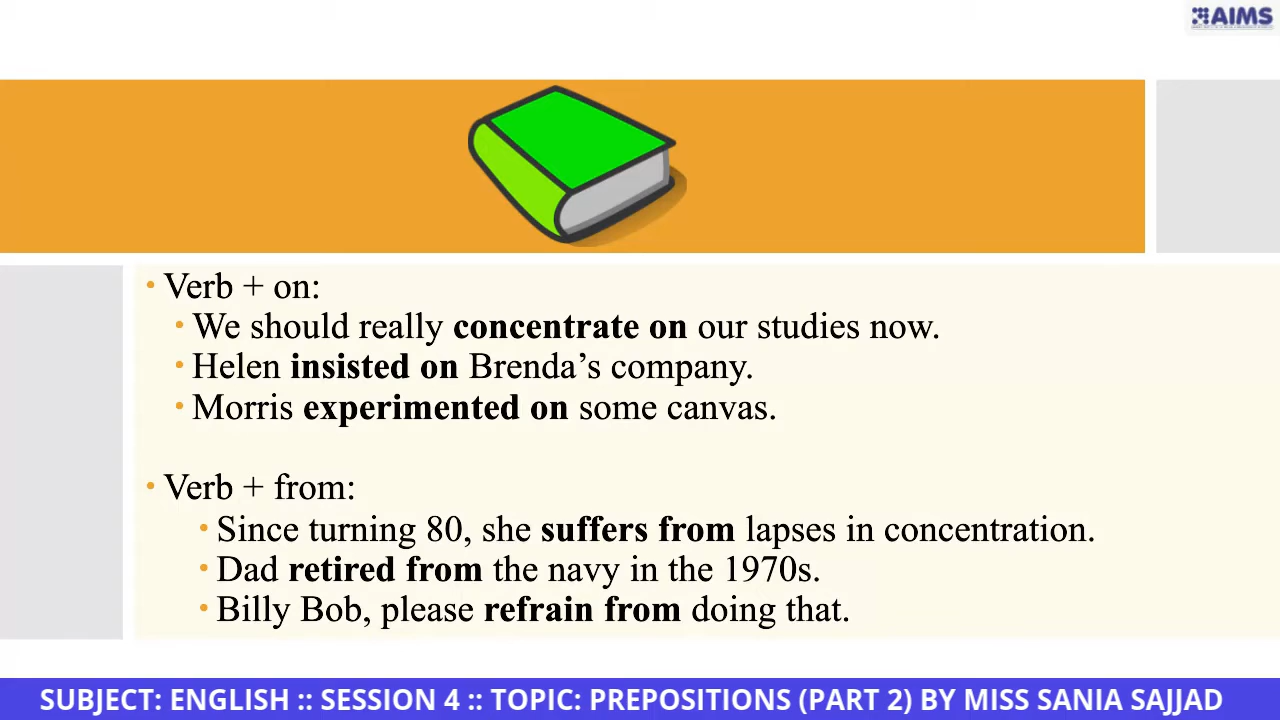 AIMS
• Verb + on:
• We should really concentrate on our studies now.
• Helen insisted on Brenda’s company.
• Morris experimented on some canvas.
• Verb + from:
• Since turning 80, she suffers from lapses in concentration.
• Dad retired from the navy in the 1970s.
• Billy Bob, please refrain from doing that.
SUBJECT: ENGLISH :: SESSION 4 :: TOPIC: PREPOSITIONS (PART 2) BY MISS SANIA SAJJAD